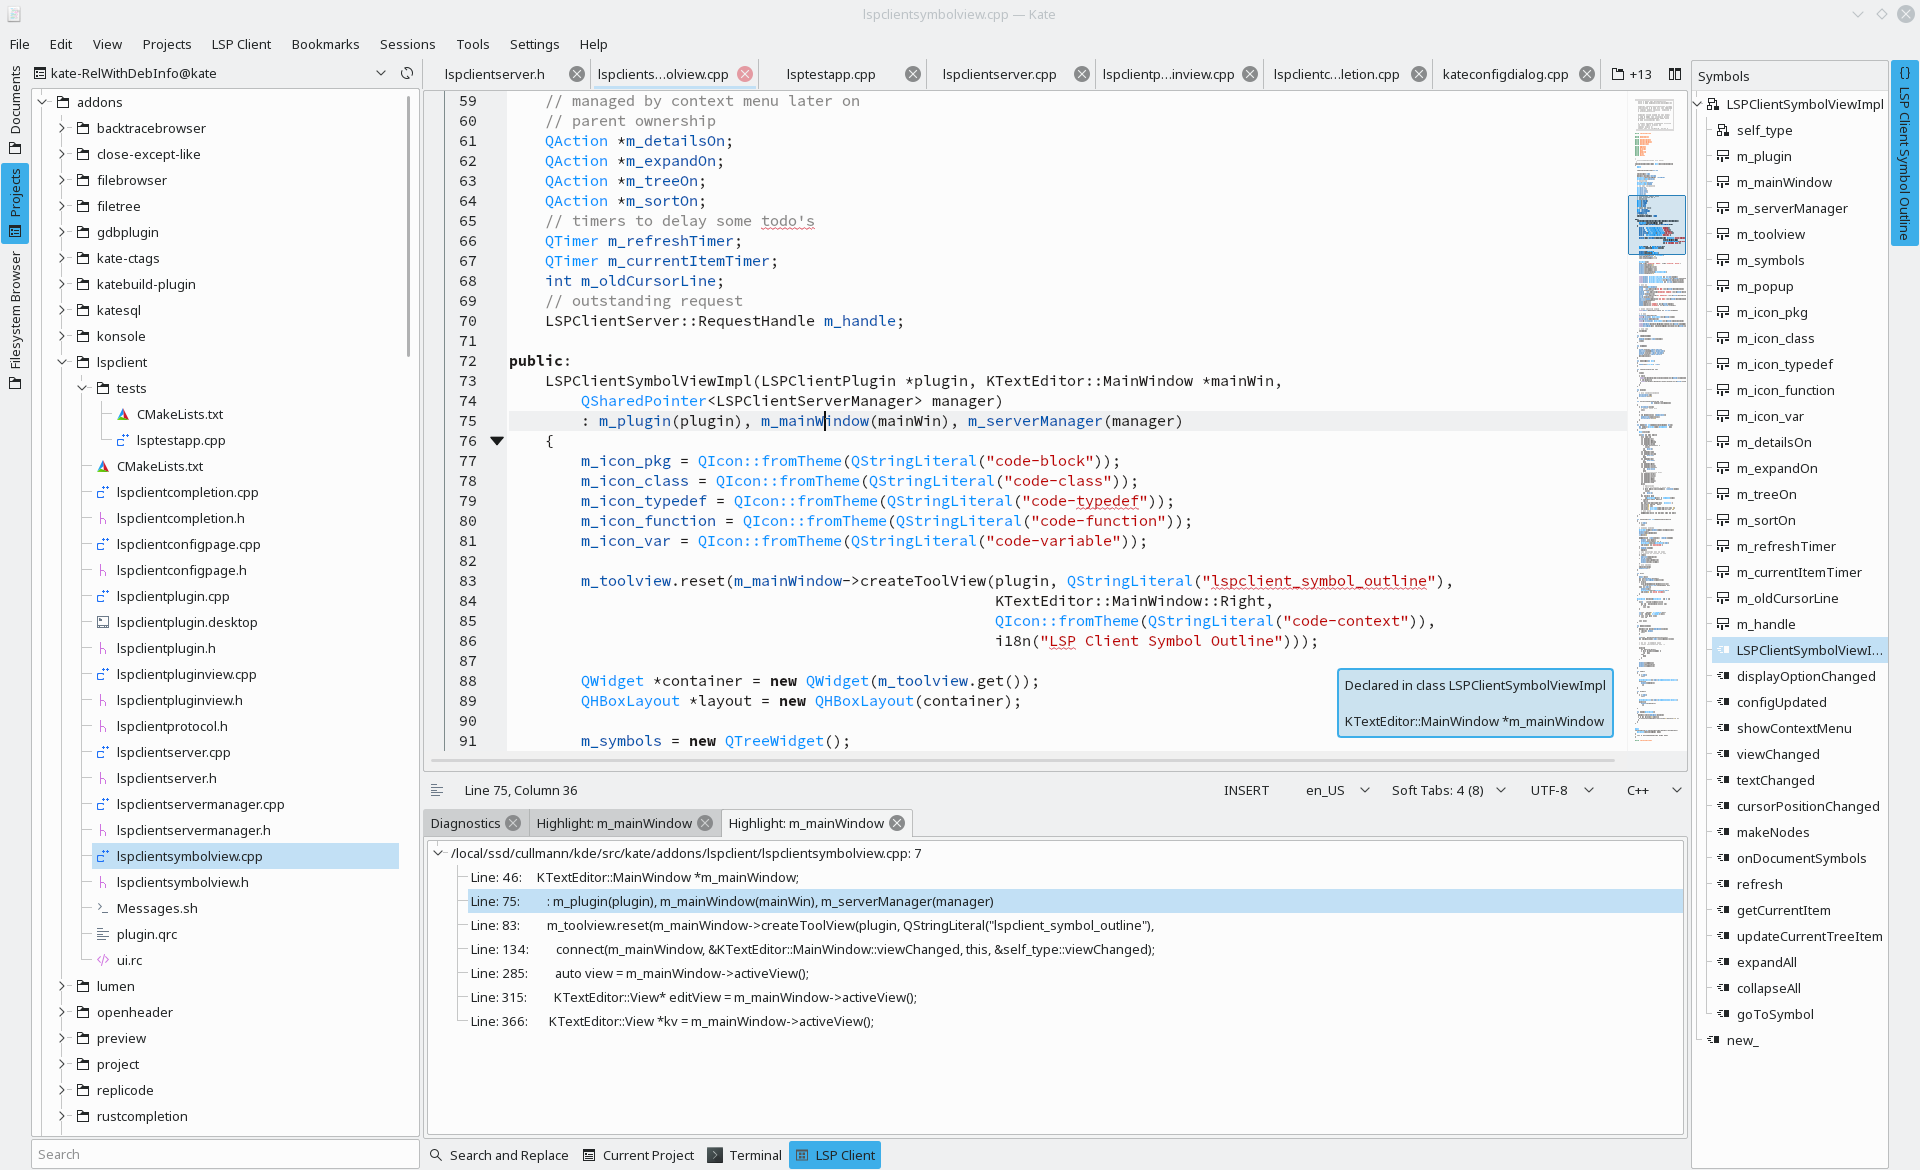 lspclientsymbolview.cpp — Kate
File Edit View Projects LSP Client Bookmarks Sessions Tools Settings Help
Documents
Projects
Filesystem Browser
kate-RelWithDebInfo@kate
addons
backtracebrowser
close-except-like
filebrowser
filetree
gdbplugin
kate-ctags
katebuild-plugin
katesql
konsole
lspclient
tests
CMakeLists.txt
lsptestapp.cpp
CMakeLists.txt
lspclientcompletion.cpp
lspclientcompletion.h
lspclientconfigpage.cpp
lspclientconfigpage.h
lspclientplugin.cpp
lspclientplugin.desktop
lspclientplugin.h
lspclientpluginview.cpp
lspclientpluginview.h
lspclientprotocol.h
lspclientserver.cpp
lspclientserver.h
lspclientservermanager.cpp
lspclientservermanager.h
lspclientsymbolview.cpp
lspclientsymbolview.h
Messages.sh
plugin.qrc
ui.rc
lumen
openheader
preview
project
replicode
rustcompletion
Search
lspclientserver.h lspclients...olview.cpp lsptestapp.cpp lspclientserver.cpp lspclientp...inview.cpp lspclientc...letion.cpp kateconfigdialog.cpp +13
59 // managed by context menu later on
60 // parent ownership
61 QAction *m_detailsOn;
62 QAction *m_expandOn;
63 QAction *m_treeOn;
64 QAction *m_sortOn;
65 // timers to delay some todo's
66 QTimer m_refreshTimer;
67 QTimer m_currentItemTimer;
68 int m_oldCursorLine;
69 // outstanding request
70 LSPClientServer::RequestHandle m_handle;
71
72 public:
73 LSPClientSymbolViewImpl(LSPClientPlugin *plugin, KTextEditor::MainWindow *mainWin,
74 QSharedPointer<LSPClientServerManager> manager)
75 : m_plugin(plugin), m_mainWindow(mainWin), m_serverManager(manager)
76 {
77 m_icon_pkg = QIcon::fromTheme(QStringLiteral("code-block"));
78 m_icon_class = QIcon::fromTheme(QStringLiteral("code-class"));
79 m_icon_typedef = QIcon::fromTheme(QStringLiteral("code-typedef"));
80 m_icon_function = QIcon::fromTheme(QStringLiteral("code-function"));
81 m_icon_var = QIcon::fromTheme(QStringLiteral("code-variable"));
82
83 m_toolview.reset(m_mainWindow->createToolView(plugin, QStringLiteral("lspclient_symbol_outline"),
84 KTextEditor::MainWindow::Right,
85 QIcon::fromTheme(QStringLiteral("code-context")),
86 i18n("LSP Client Symbol Outline")));
87
88 QWidget *container = new QWidget(m_toolview.get());
89 QHBoxLayout *layout = new QHBoxLayout(container);
90
91 m_symbols = new QTreeWidget();
Declared in class LSPClientSymbolViewImpl
KTextEditor::MainWindow *m_mainWindow
Line 75, Column 36 INSERT en_US Soft Tabs: 4 (8) UTF-8 C++
Diagnostics Highlight: m_mainWindow Highlight: m_mainWindow
/local/ssd/cullmann/kde/src/kate/addons/lspclient/lspclientsymbolview.cpp: 7
Line: 46: KTextEditor::MainWindow *m_mainWindow;
Line: 75: : m_plugin(plugin), m_mainWindow(mainWin), m_serverManager(manager)
Line: 83: m_toolview.reset(m_mainWindow->createToolView(plugin, QStringLiteral("lspclient_symbol_outline"),
Line: 134: connect(m_mainWindow, &KTextEditor::MainWindow::viewChanged, this, &self_type::viewChanged);
Line: 285: auto view = m_mainWindow->activeView();
Line: 315: KTextEditor::View* editView = m_mainWindow->activeView();
Line: 366: KTextEditor::View *kv = m_mainWindow->activeView();
Search and Replace Current Project Terminal LSP Client
Symbols
LSPClientSymbolViewImpl
self_type
m_plugin
m_mainWindow
m_serverManager
m_toolview
m_symbols
m_popup
m_icon_pkg
m_icon_class
m_icon_typedef
m_icon_function
m_icon_var
m_detailsOn
m_expandOn
m_treeOn
m_sortOn
m_refreshTimer
m_currentItemTimer
m_oldCursorLine
m_handle
LSPClientSymbolViewI...
displayOptionChanged
configUpdated
showContextMenu
viewChanged
textChanged
cursorPositionChanged
makeNodes
onDocumentSymbols
refresh
getCurrentItem
updateCurrentTreeItem
expandAll
collapseAll
goToSymbol
new_
LSP Client Symbol Outline